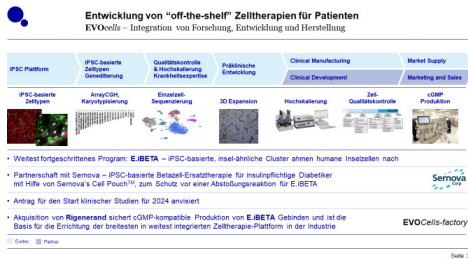 Entwicklung von “off-the-shelf” Zelltherapien für Patienten
EVOcells – Integration von Forschung, Entwicklung und Herstellung
iPSC Plattform
iPSC-basierte
Zelltypen
Geneditierung
Qualitätskontrolle
& Hochskalierung
Krankheitsexpertise
Präklinische
Entwicklung
Clinical Manufacturing
Clinical Development
Market Supply
Marketing and Sales
iPSC-basierte
Zelltypen
ArrayCGH,
Karyotypisierung
Einzelzell-
Sequenzierung
3D Expansion
Hochskalierung
Zell-
Qualitätskontrolle
cGMP
Produktion
• Weitest fortgeschrittenes Program: E.iBETA – iPSC-basierte, insel-ähnliche Cluster ahmen humane Inselzellen nach
• Partnerschaft mit Sernova – iPSC-basierte Betazell-Ersatztherapie für insulinpflichtige Diabetiker
mit Hilfe von Sernova's Cell Pouch™, zum Schutz vor einer Abstoßungsreaktion für E.iBETA
Sernova
Corp
• Antrag für den Start klinischer Studien für 2024 anvisiert
• Akquisition von Rigenerand sichert cGMP-kompatible Produktion von E.iBETA Gebinden und ist die
Basis für die Errichtung der breitesten in weitest integrierten Zelltherapie-Plattform in der Industrie
EVOCells-factory
Evotec
Partner
Seite